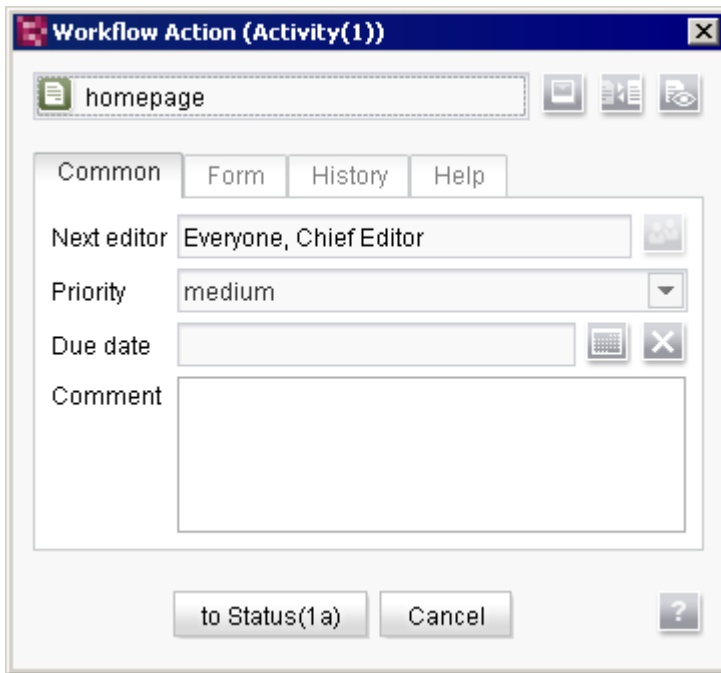 Workflow Action (Activity(1))
homepage
Common Form History Help
Next editor Everyone, Chief Editor
Priority medium
Due date
Comment
to Status(1a) Cancel ?